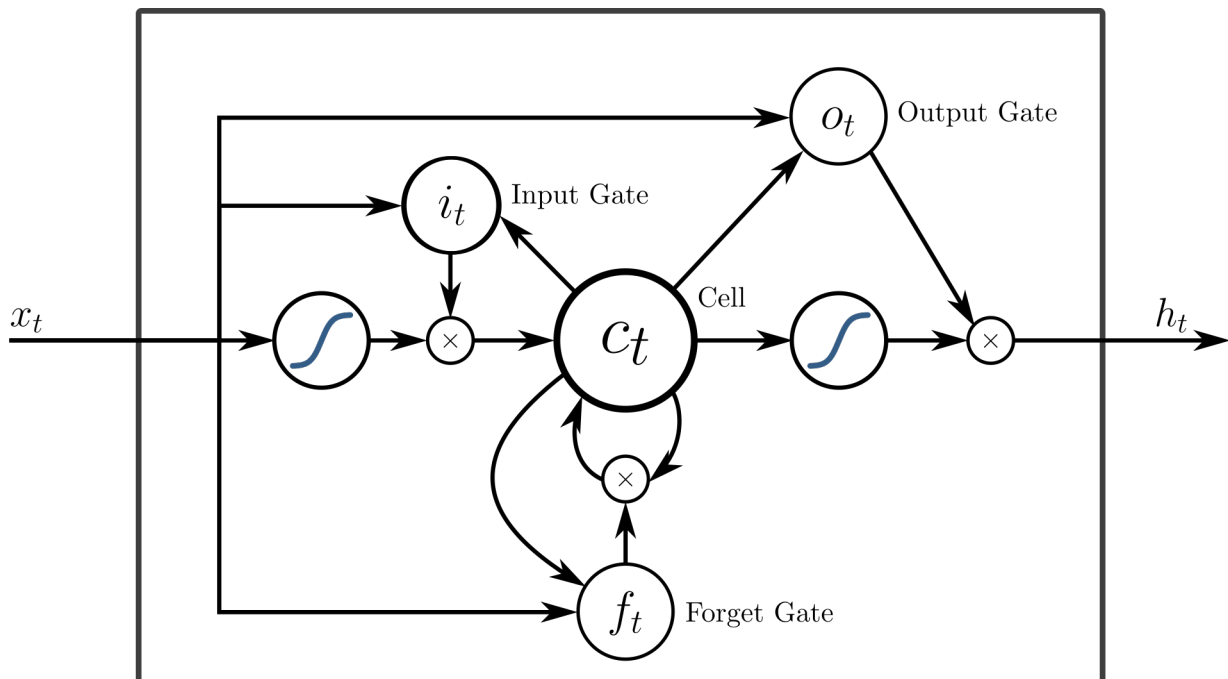 o_t
Output Gate
i_t
Input Gate
Cell
x_t
×
c_t
×
h_t
×
f_t
Forget Gate